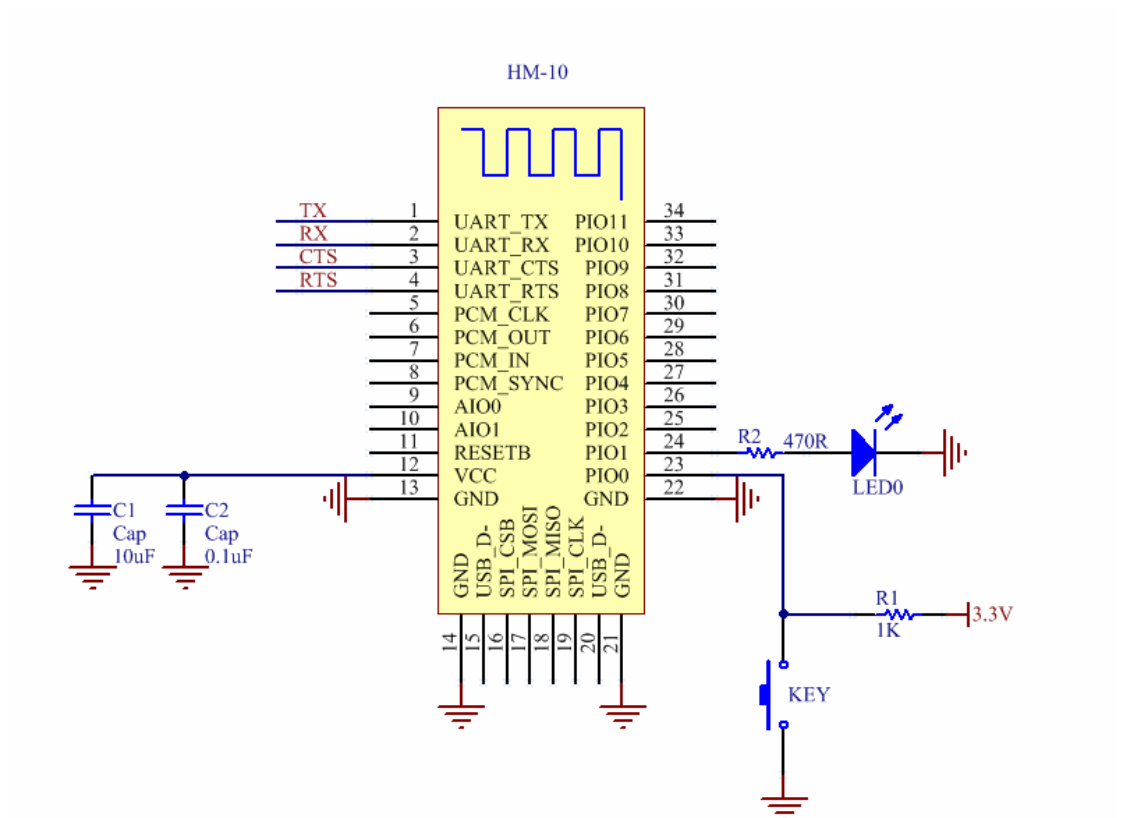 HM-10
TX 1 UART_TX PIO11 34
RX 2 UART_RX PIO10 33
CTS 3 UART_CTS PIO9 32
RTS 4 UART_RTS PIO8 31
5 PCM_CLK PIO7 30
6 PCM_OUT PIO6 29
7 PCM_IN PIO5 28
8 PCM_SYNC PIO4 27
9 AIO0 PIO3 26
10 AIO1 PIO2 25
11 RESETB PIO1 24 R2 470R
12 VCC PIO0 23 LED0
13 GND GND 22
C1 C2
Cap Cap
10uF 0.1uF
GND USB_D- SPI_CSB SPI_MOSI SPI_MISO SPI_CLK USB_D- GND
14 15 16 17 18 19 20 21
R1
1K
3.3V
KEY